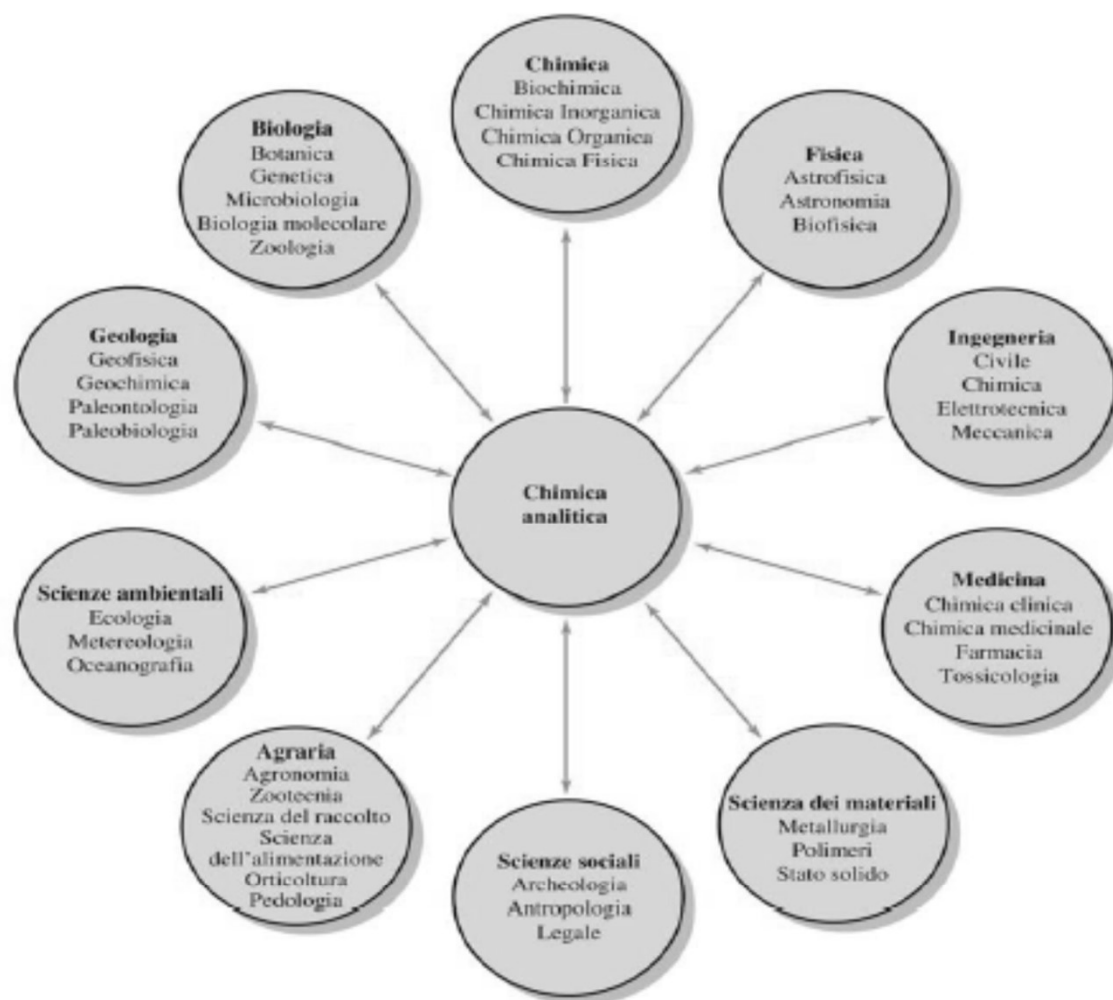 Chimica
Biochimica
Chimica Inorganica
Chimica Organica
Chimica Fisica
Biologia
Botanica
Genetica
Microbiologia
Biologia molecolare
Zoologia
Fisica
Astrofisica
Astronomia
Biofisica
Geologia
Geofisica
Geochimica
Paleontologia
Paleobiologia
Ingegneria
Civile
Chimica
Elettrotecnica
Meccanica
Chimica
analitica
Scienze ambientali
Ecologia
Metereologia
Oceanografia
Medicina
Chimica clinica
Chimica medicinale
Farmacia
Tossicologia
Agraria
Agronomia
Zootecnia
Scienza del raccolto
Scienza
dell'alimentazione
Orticoltura
Pedologia
Scienze sociali
Archeologia
Antropologia
Legale
Scienza dei materiali
Metallurgia
Polimeri
Stato solido